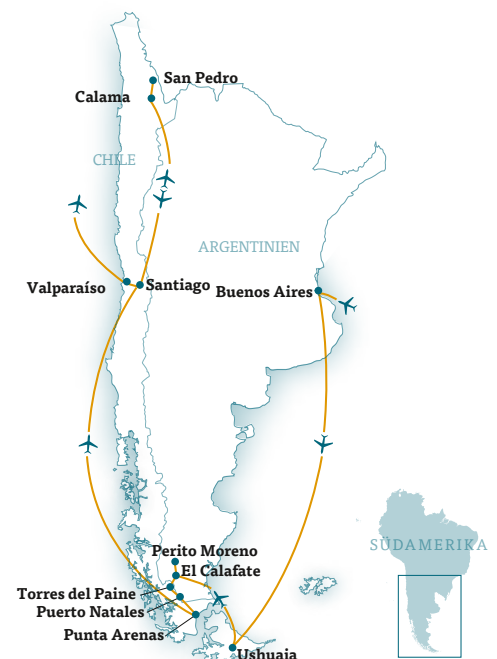 San Pedro
Calama
CHILE
ARGENTINIEN
Valparaíso
Santiago
Buenos Aires
SÜDAMERIKA
Perito Moreno
El Calafate
Torres del Paine
Puerto Natales
Punta Arenas
Ushuaia